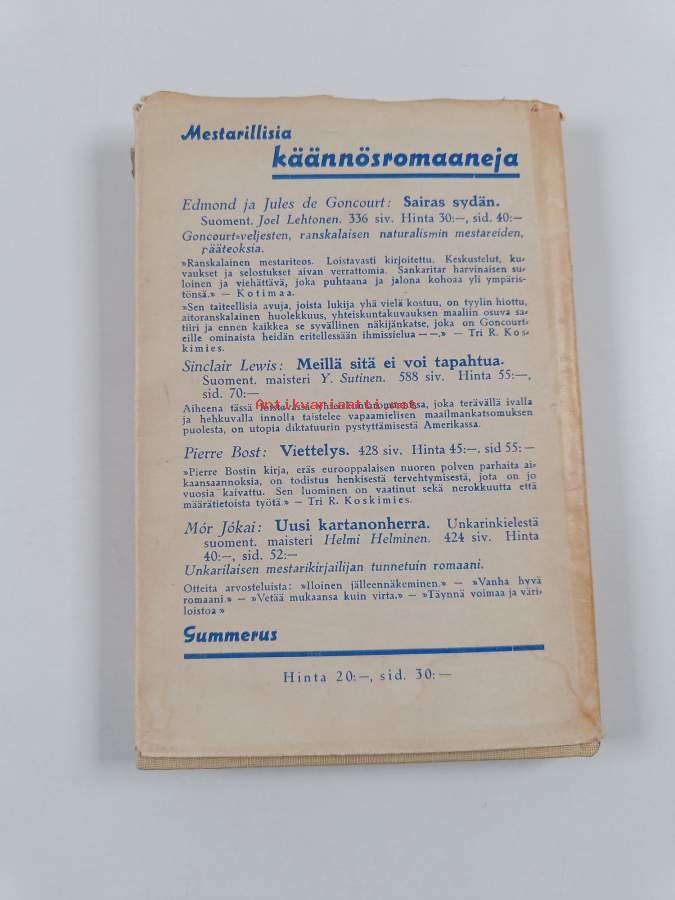 Mestarillisia
käännösromaaneja
Edmond ja Jules de Goncourt: Sairas sydän.
Suoment. Joel Lehtonen. 336 siv. Hinta 30:—, sid. 40:—
Goncourt-veljesten, ranskalaisen naturalismin mestareiden,
pääteoksia.
»Ranskalainen mestariteos. Loistavasti kirjoitettu. Keskustelut, ku-
vaukset ja selostukset aivan verrattomia. Sankaritar harvinaisen su-
loinen ja viehättävä, joka puhtaana ja jalona kohoaa yli ympäris-
tönsä.» — Kotimaa.
»Sen taiteellisia avuja, joista lukija yhä vielä kostuu, on tyylin hiottu,
aitoranskalainen huolekkuus, yhteiskuntakuvauksen maaliin osuva sa-
tiiri ja ennen kaikkea se syvällinen näkijänkatse, joka on Goncourt-
eille ominaista heidän eritellessään ihmissielua — —.» — Tri R. Kos-
kimies.
Sinclair Lewis: Meillä sitä ei voi tapahtua.
Suoment. maisteri Y. Sutinen. 588 siv. Hinta 55:—,
sid. 70:—
Antikvariaatti.net
Aiheena tässä loistavassa yhteiskuntaromaanissa, joka terävällä ivalla
ja hehkuvalla innolla taistelee vapaamielisen maailmankatsomuksen
puolesta, on utopia diktatuurin pystyttämisestä Amerikassa.
Pierre Bost: Viettelys. 428 siv. Hinta 45:—, sid 55:—
»Pierre Bostin kirja, eräs eurooppalaisen nuoren polven parhaita ai-
kaansaannoksia, on todistus henkisestä tervehtymisestä, jota on jo
vuosia kaivattu. Sen luominen on vaatinut sekä nerokkuutta että
määrätietoista työtä.» — Tri R. Koskimies.
Mór Jókai: Uusi kartanonherra. Unkarinkielestä
suoment. maisteri Helmi Helminen. 424 siv. Hinta
40:—, sid. 52:—
Unkarilaisen mestarikirjailijan tunnetuin romaani.
Otteita arvosteluista: »Iloinen jälleennäkeminen.» — »Vanha hyvä
romaani.» — »Vetää mukaansa kuin virta.» — »Täynnä voimaa ja väri-
loistoa»
Gummerus
Hinta 20:—, sid. 30:—